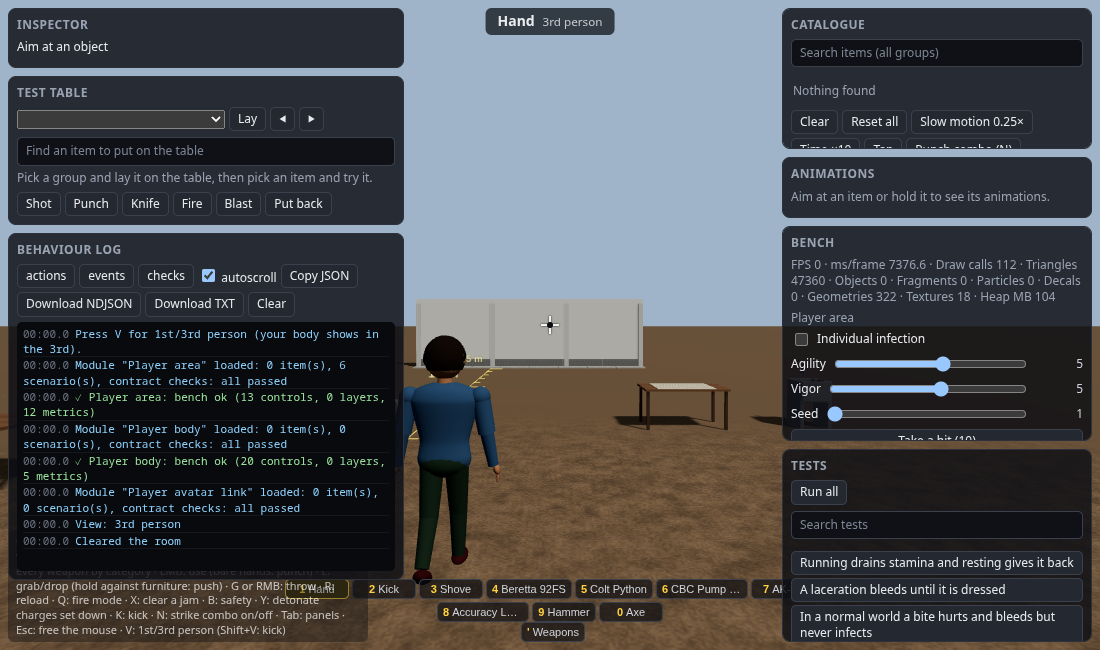 INSPECTOR
Aim at an object
TEST TABLE
Lay ◄ ►
Find an item to put on the table
Pick a group and lay it on the table, then pick an item and try it.
Shot Punch Knife Fire Blast Put back
BEHAVIOUR LOG
actions events checks autoscroll Copy JSON
Download NDJSON Download TXT Clear
00:00.0 Press V for 1st/3rd person (your body shows in
the 3rd).
00:00.0 Module "Player area" loaded: 0 item(s), 6
scenario(s), contract checks: all passed
00:00.0 ✓ Player area: bench ok (13 controls, 0 layers,
12 metrics)
00:00.0 Module "Player body" loaded: 0 item(s), 0
scenario(s), contract checks: all passed
00:00.0 ✓ Player body: bench ok (20 controls, 0 layers,
5 metrics)
00:00.0 Module "Player avatar link" loaded: 0 item(s),
0 scenario(s), contract checks: all passed
00:00.0 View: 3rd person
00:00.0 Cleared the room
grab/drop (hold against furniture: push) · G or RMB: throw · R:
reload · Q: fire mode · X: clear a jam · B: safety · Y: detonate
charges set down · K: kick · N: strike combo on/off · Tab: panels ·
Esc: free the mouse · V: 1st/3rd person (Shift+V: kick)
Hand 3rd person
5 m
1 Hand 2 Kick 3 Shove 4 Beretta 92FS 5 Colt Python 6 CBC Pump … 7 AK-
8 Accuracy L… 9 Hammer 0 Axe
' Weapons
CATALOGUE
Search items (all groups)
Nothing found
Clear Reset all Slow motion 0.25×
Time ×10 Top Punch combo (N)
ANIMATIONS
Aim at an item or hold it to see its animations.
BENCH
FPS 0 · ms/frame 7376.6 · Draw calls 112 · Triangles
47360 · Objects 0 · Fragments 0 · Particles 0 · Decals
0 · Geometries 322 · Textures 18 · Heap MB 104
Player area
Individual infection
Agility 5
Vigor 5
Seed 1
Take a hit (10)
TESTS
Run all
Search tests
Running drains stamina and resting gives it back
A laceration bleeds until it is dressed
In a normal world a bite hurts and bleeds but
never infects